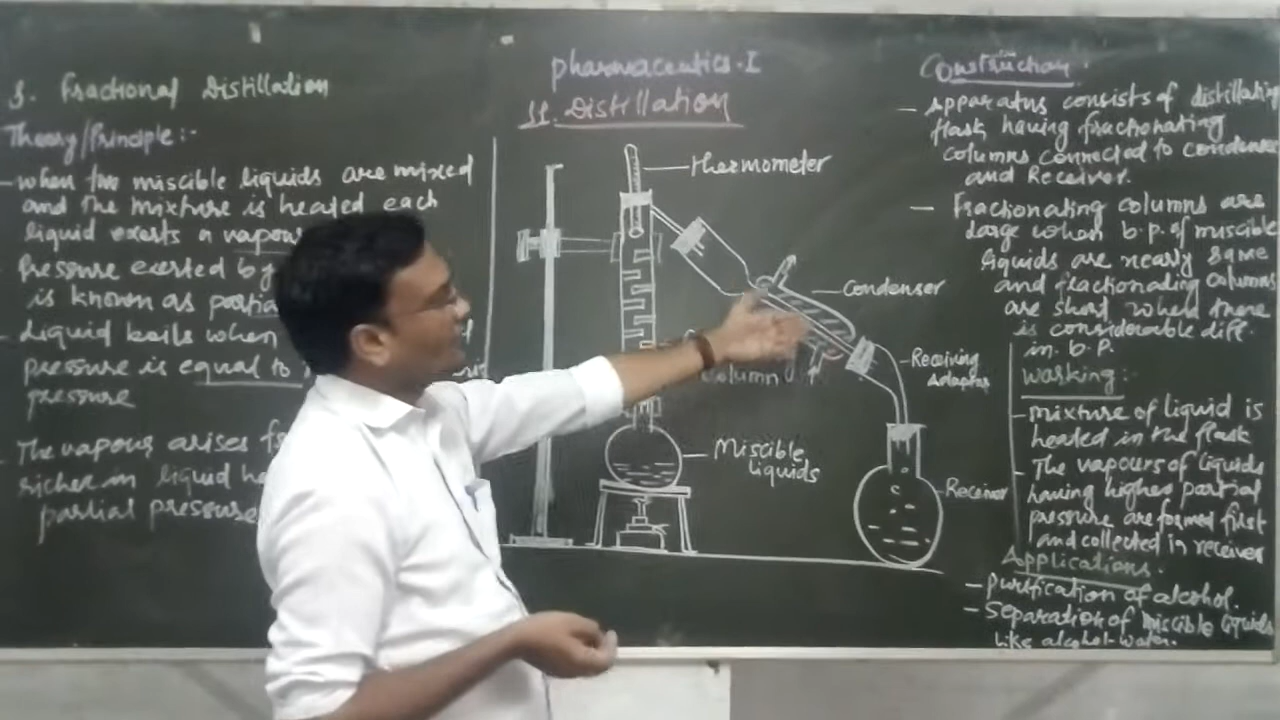 3. Fractional Distillation
Theory/Principle:-
- when two miscible liquids are mixed
and the mixture is heated each
liquid exerts a vapour
Pressure exerted by
is known as partial
- Liquid boils when
pressure is equal to
pressure
The vapous arises
richer in liquid
partial pressure
pharmaceutics-I
11. Distillation
Thermometer
Condenser
column
Receiving
Adapter
Miscible
liquids
Receiver
Construction.
- Apparatus consists of distilling
flask having fractionating
columns connected to condenser
and Receiver.
- Fractionating columns are
large when b.p. of miscible
liquids are nearly same
and flactionading columns
are short when there
is considerable diff.
in b.p.
working:-
- mixture of liquid is
heated in the flask
- The vapours of liquids
having higher partial
pressure are formed first
and collected in receiver
Applications.
- purification of alcohol.
- Separation of miscible liquids
like alcohol-water.